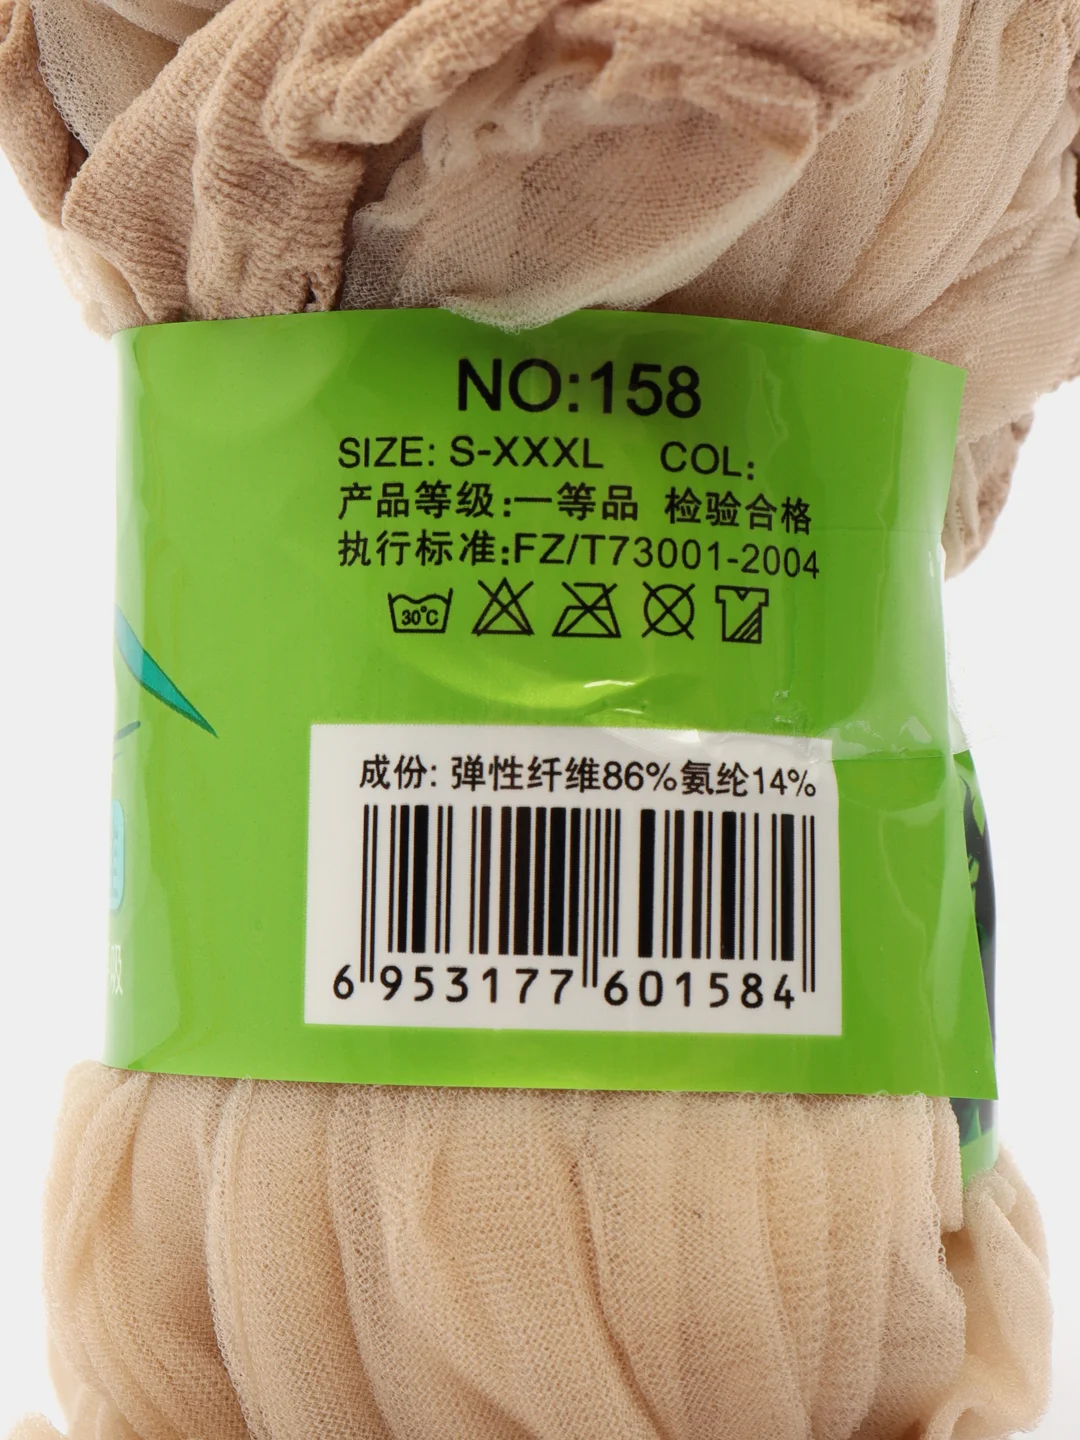 NO:158
SIZE: S-XXXL COL:
产品等级:一等品 检验合格
执行标准:FZ/T73001-2004
30°C
成份: 弹性纤维86%氨纶14%
6 953177 601584